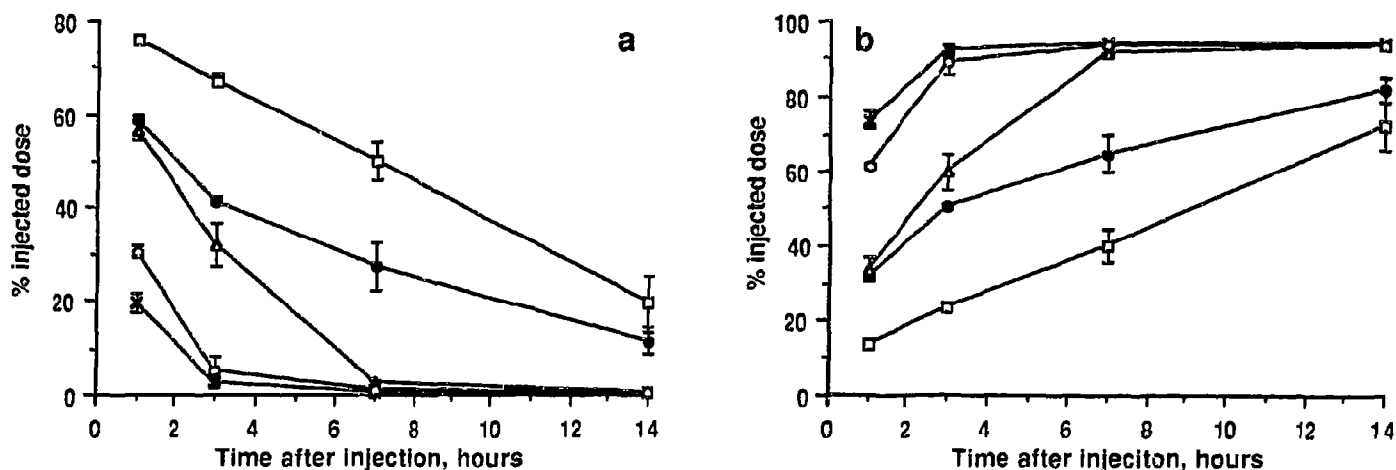 a
% injected dose
80
60
40
20
0
0 2 4 6 8 10 12 14
Time after injection, hours
b
% injected dose
100
80
60
40
20
0
0 2 4 6 8 10 12 14
Time after injeciton, hours